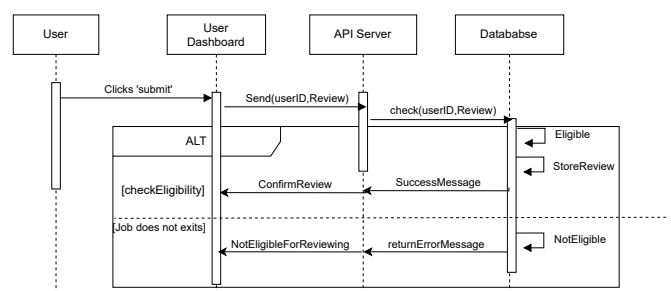 User
User
Dashboard
API Server
Datababse
Clicks 'submit'
Send(userID,Review)
check(userID,Review)
Eligible
ALT
StoreReview
[checkEligibility]
ConfirmReview
SuccessMessage
[Job does not exits]
NotEligible
NotEligibleForReviewing
returnErrorMessage